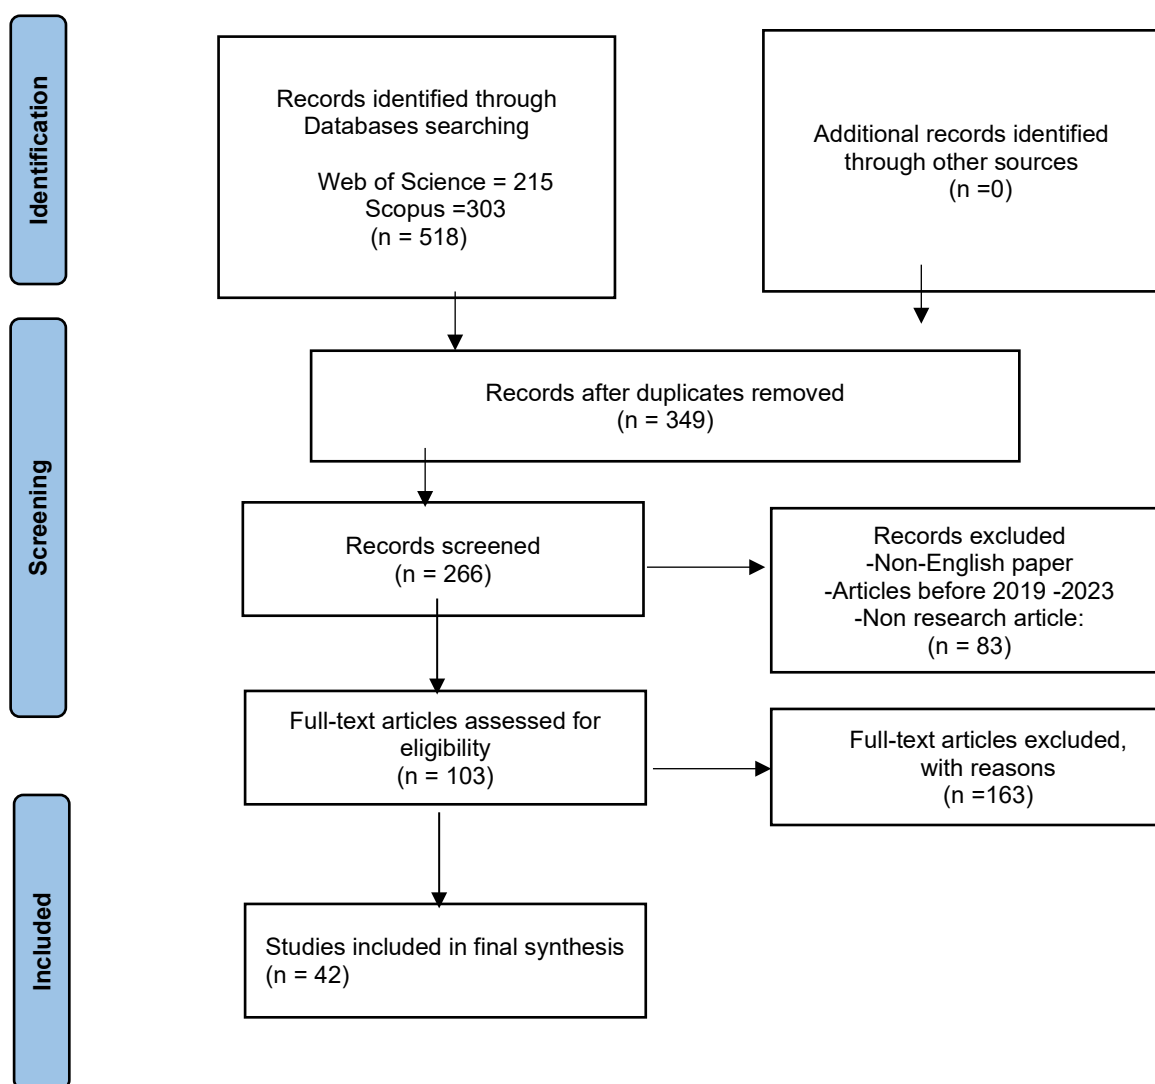 Identification
Records identified through
Databases searching
Web of Science = 215
Scopus =303
(n = 518)
Additional records identified
through other sources
(n =0)
Screening
Records after duplicates removed
(n = 349)
Records screened
(n = 266)
Records excluded
-Non-English paper
-Articles before 2019 -2023
-Non research article:
(n = 83)
Full-text articles assessed for
eligibility
(n = 103)
Full-text articles excluded,
with reasons
(n =163)
Included
Studies included in final synthesis
(n = 42)